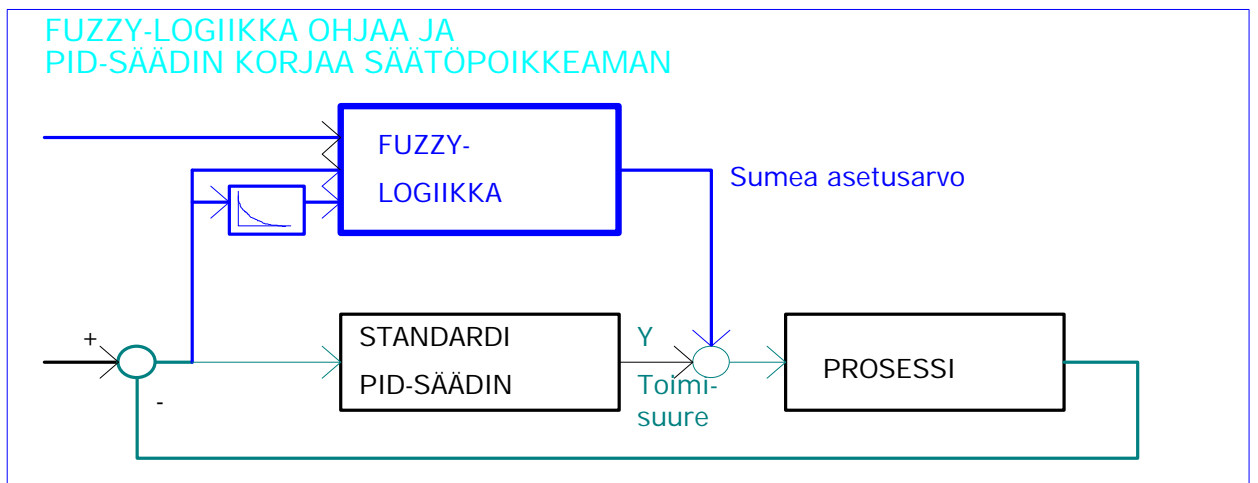 FUZZY-LOGIIKKA OHJAA JA
PID-SÄÄDIN KORJAA SÄÄTÖPOIKKEAMAN
FUZZY-
LOGIIKKA
Sumea asetusarvo
+
-
STANDARDI
PID-SÄÄDIN
Y
Toimi-
suure
PROSESSI